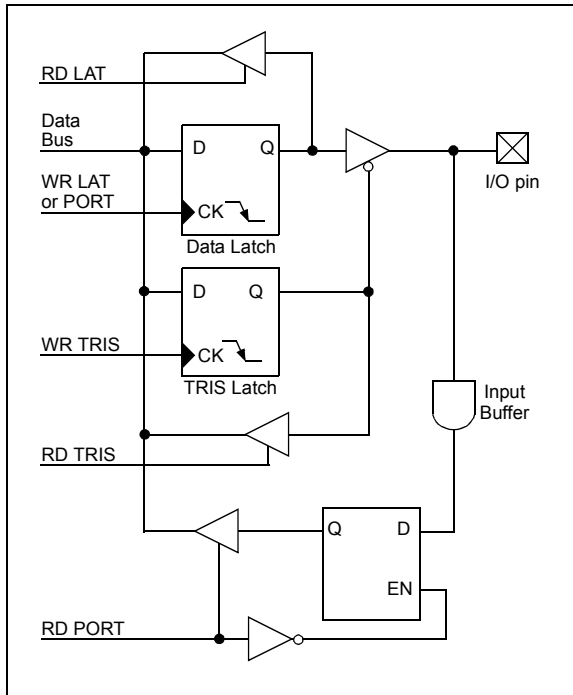 RD LAT
Data
Bus
D
Q
WR LAT
or PORT
CK
Data Latch
I/O pin
D
Q
WR TRIS
CK
TRIS Latch
Input
Buffer
RD TRIS
Q
D
EN
RD PORT